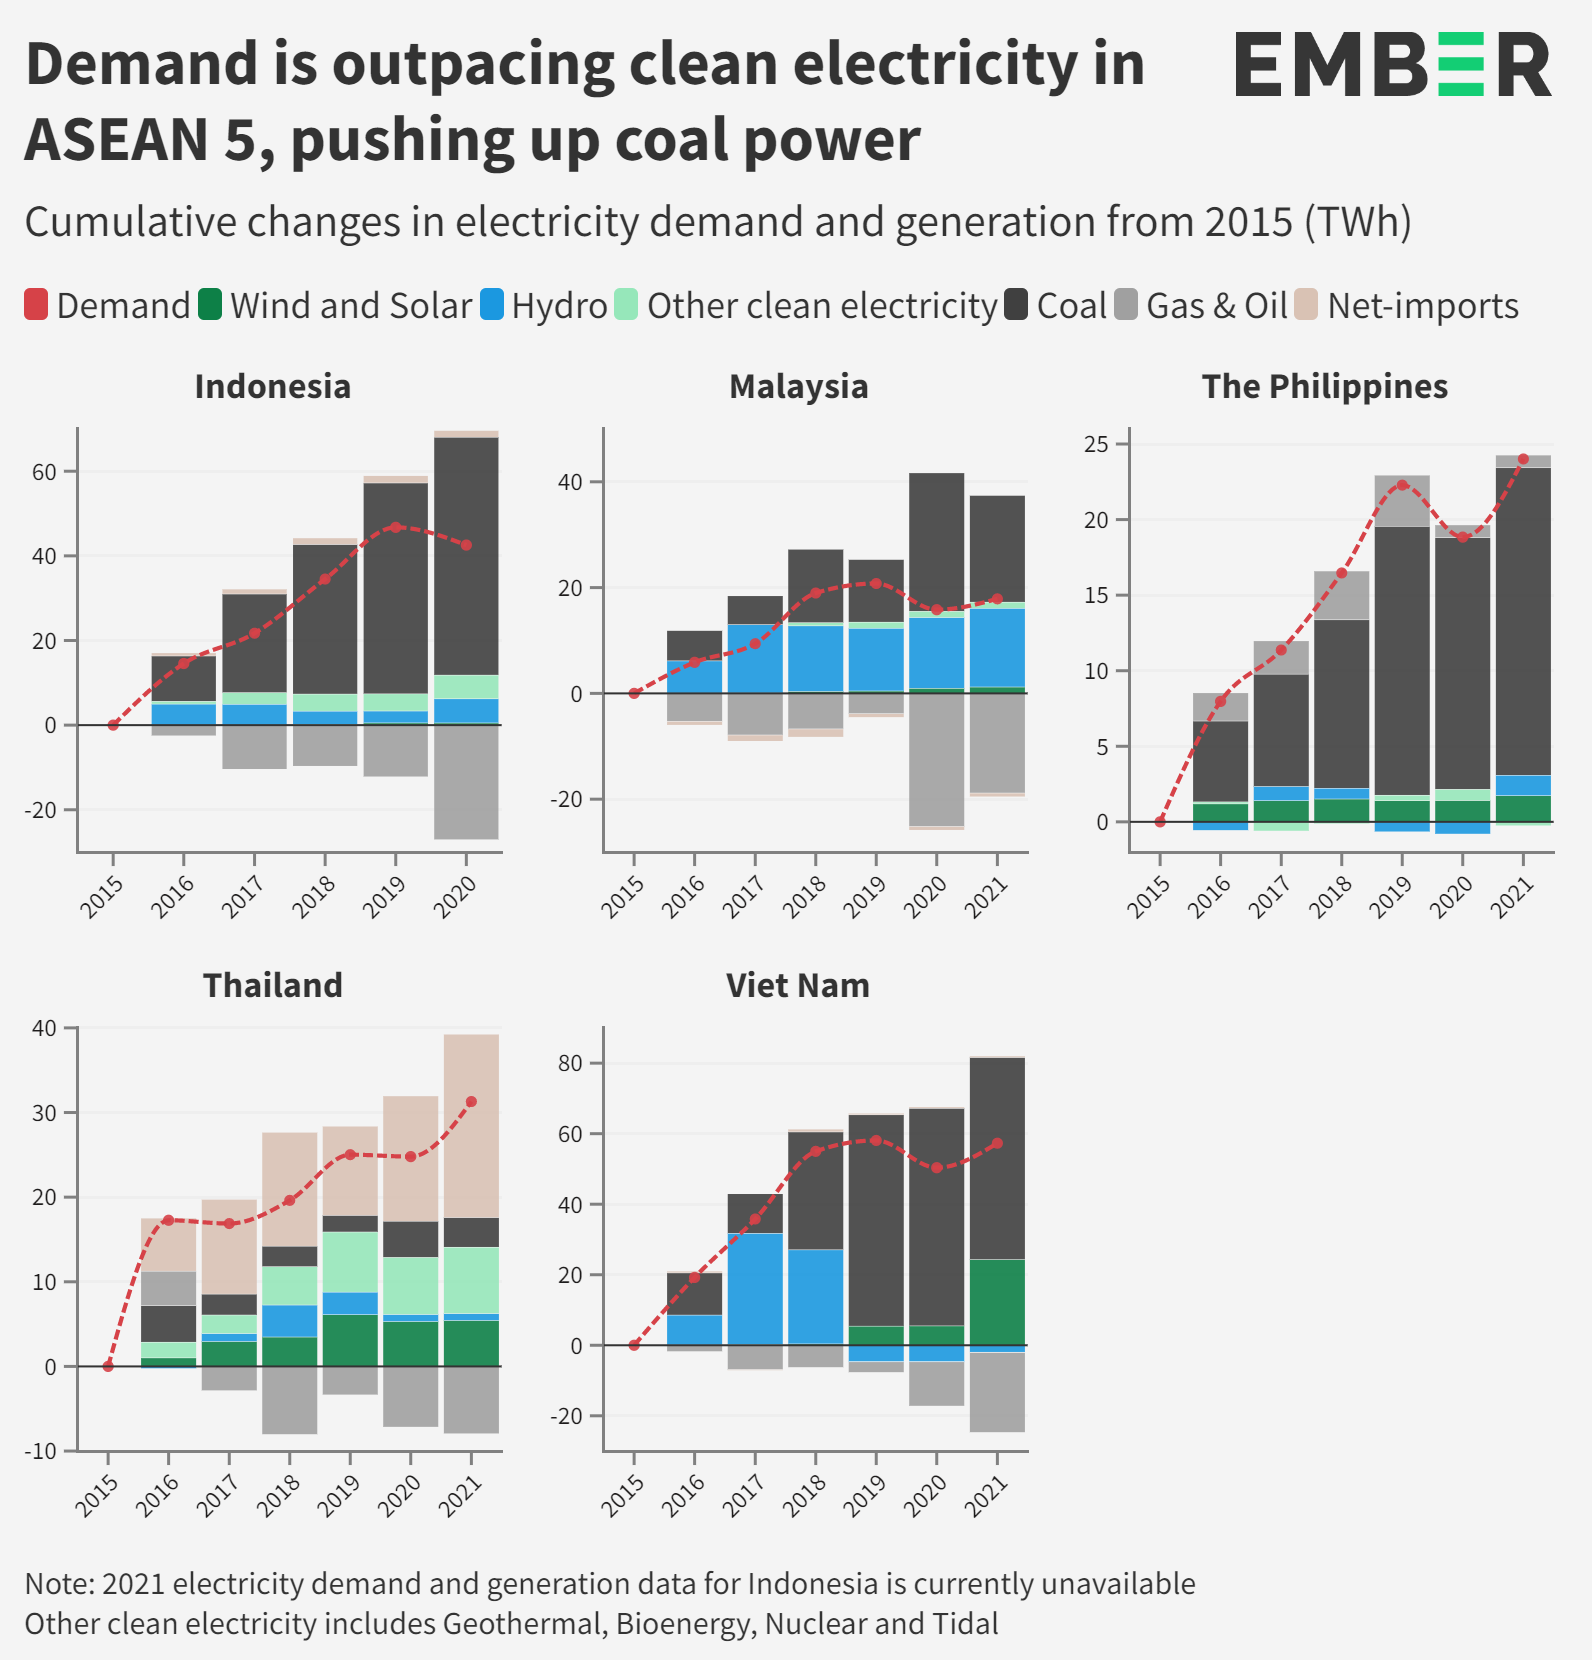 Demand is outpacing clean electricity in
ASEAN 5, pushing up coal power
EMBER
Cumulative changes in electricity demand and generation from 2015 (TWh)
Demand Wind and Solar Hydro Other clean electricity Coal Gas & Oil Net-imports
Indonesia
60
40
20
0
-20
2015 2016 2017 2018 2019 2020
Malaysia
40
20
0
-20
2015 2016 2017 2018 2019 2020 2021
The Philippines
25
20
15
10
5
0
2015 2016 2017 2018 2019 2020 2021
Thailand
40
30
20
10
0
-10
2015 2016 2017 2018 2019 2020 2021
Viet Nam
80
60
40
20
0
-20
2015 2016 2017 2018 2019 2020 2021
Note: 2021 electricity demand and generation data for Indonesia is currently unavailable
Other clean electricity includes Geothermal, Bioenergy, Nuclear and Tidal